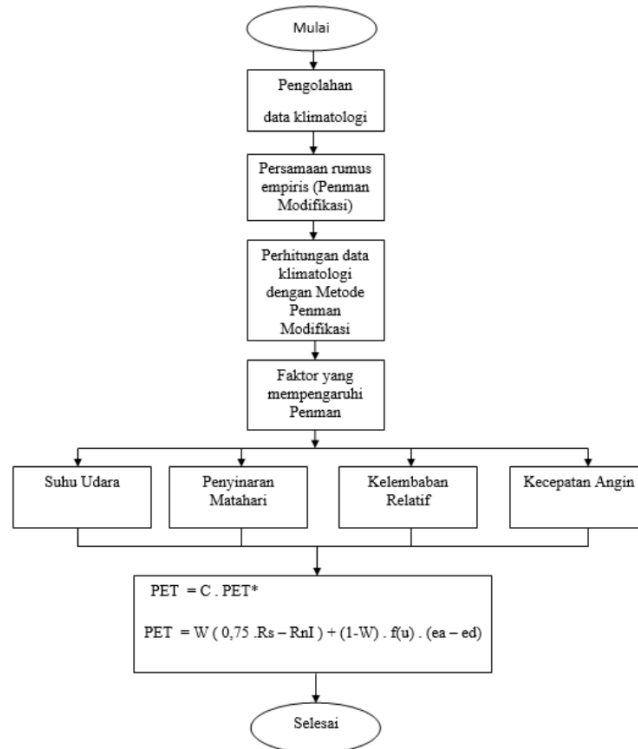 Mulai
Pengolahan
data klimatologi
Persamaan rumus
empiris (Penman
Modifikasi)
Perhitungan data
klimatologi
dengan Metode
Penman
Modifikasi
Faktor yang
mempengaruhi
Penman
Suhu Udara
Penyinaran
Matahari
Kelembaban
Relatif
Kecepatan Angin
PET = C . PET*
PET = W ( 0,75 .Rs – RnI ) + (1-W) . f(u) . (ea – ed)
Selesai